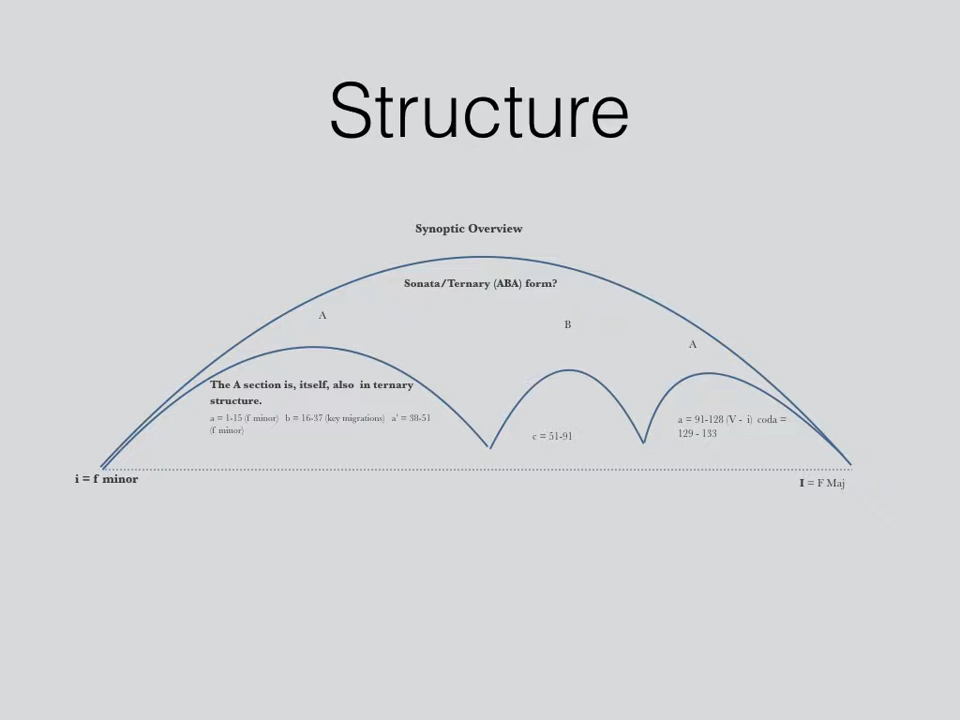 Structure
Synoptic Overview
Sonata/Ternary (ABA) form?
A
B
A
The A section is, itself, also in ternary
structure.
a = 1-15 (f minor) b = 16-37 (key migrations) a' = 38-51
(f minor)
c = 51-91
a = 91-128 (V - i) coda =
129 - 133
i = f minor
I = F Maj